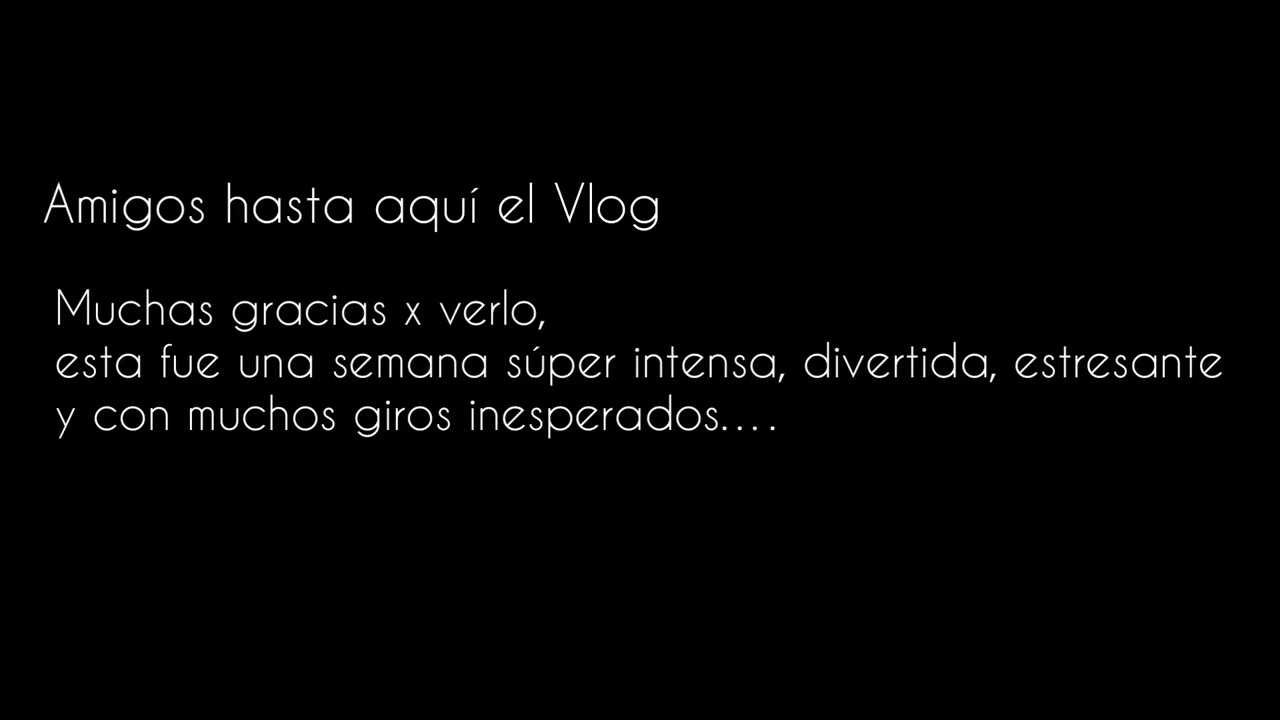 Amigos hasta aquí el Vlog
Muchas gracias x verlo,
esta fue una semana súper intensa, divertida, estresante
y con muchos giros inesperados....